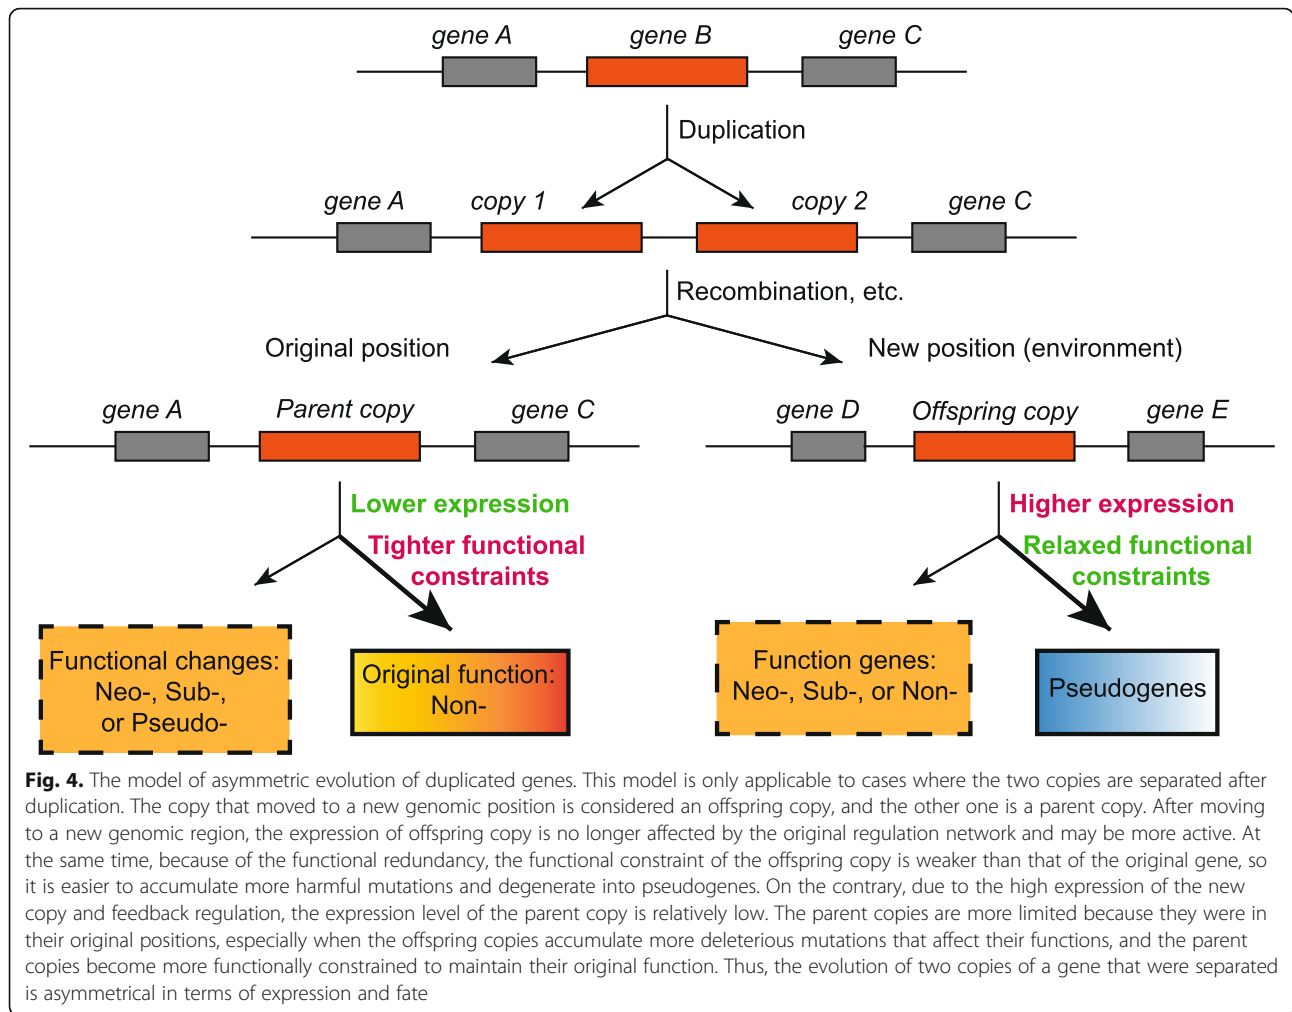 gene A gene B gene C
Duplication
gene A copy 1 copy 2 gene C
Recombination, etc.
Original position New position (environment)
gene A Parent copy gene C gene D Offspring copy gene E
Lower expression Higher expression
Tighter functional
constraints
Relaxed functional
constraints
Functional changes:
Neo-, Sub-,
or Pseudo-
Original function:
Non-
Function genes:
Neo-, Sub-, or Non-
Pseudogenes
Fig. 4. The model of asymmetric evolution of duplicated genes. This model is only applicable to cases where the two copies are separated after
duplication. The copy that moved to a new genomic position is considered an offspring copy, and the other one is a parent copy. After moving
to a new genomic region, the expression of offspring copy is no longer affected by the original regulation network and may be more active. At
the same time, because of the functional redundancy, the functional constraint of the offspring copy is weaker than that of the original gene, so
it is easier to accumulate more harmful mutations and degenerate into pseudogenes. On the contrary, due to the high expression of the new
copy and feedback regulation, the expression level of the parent copy is relatively low. The parent copies are more limited because they were in
their original positions, especially when the offspring copies accumulate more deleterious mutations that affect their functions, and the parent
copies become more functionally constrained to maintain their original function. Thus, the evolution of two copies of a gene that were separated
is asymmetrical in terms of expression and fate